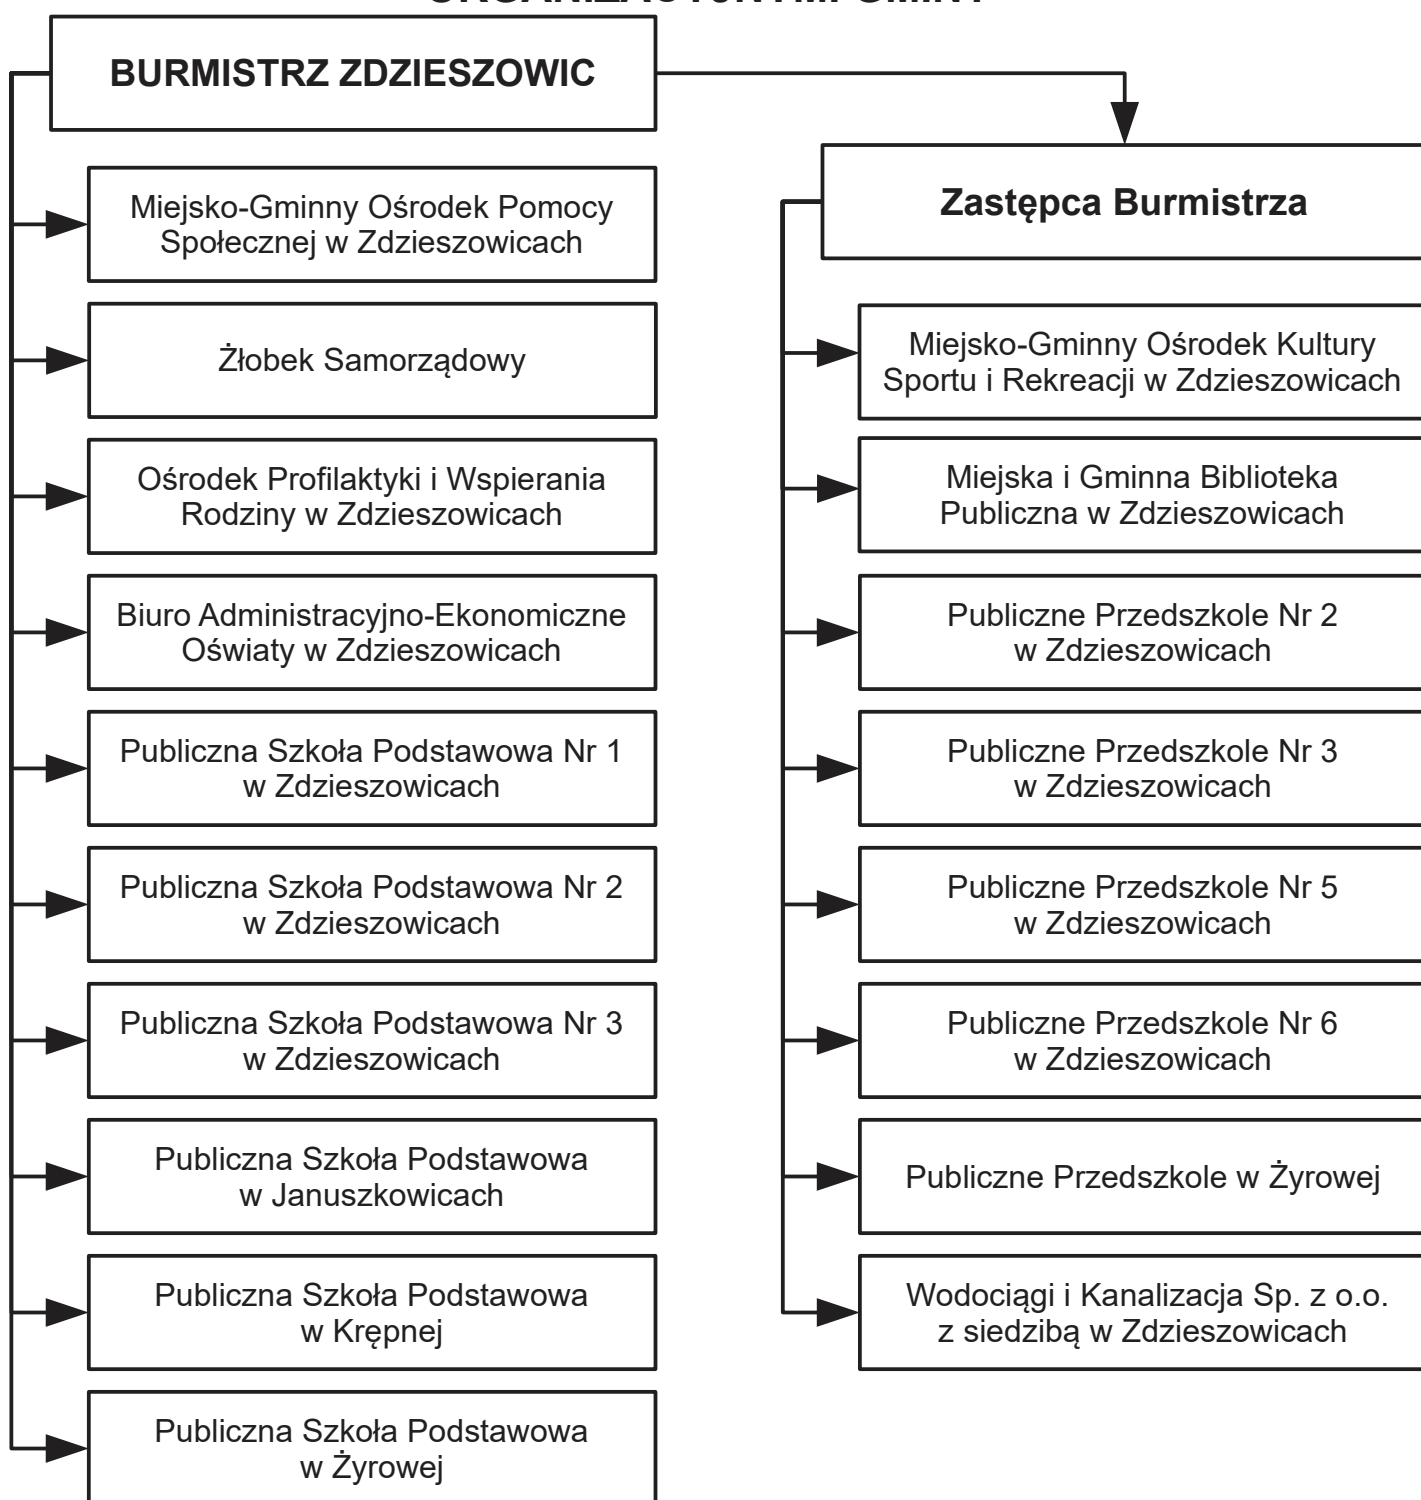 BURMISTRZ ZDZIESZOWIC
Miejsko-Gminny Ośrodek Pomocy
Społecznej w Zdzieszowicach
Żłobek Samorządowy
Ośrodek Profilaktyki i Wspierania
Rodziny w Zdzieszowicach
Biuro Administracyjno-Ekonomiczne
Oświaty w Zdzieszowicach
Publiczna Szkoła Podstawowa Nr 1
w Zdzieszowicach
Publiczna Szkoła Podstawowa Nr 2
w Zdzieszowicach
Publiczna Szkoła Podstawowa Nr 3
w Zdzieszowicach
Publiczna Szkoła Podstawowa
w Januszkowicach
Publiczna Szkoła Podstawowa
w Krępnej
Publiczna Szkoła Podstawowa
w Żyrowej
Zastępca Burmistrza
Miejsko-Gminny Ośrodek Kultury
Sportu i Rekreacji w Zdzieszowicach
Miejska i Gminna Biblioteka
Publiczna w Zdzieszowicach
Publiczne Przedszkole Nr 2
w Zdzieszowicach
Publiczne Przedszkole Nr 3
w Zdzieszowicach
Publiczne Przedszkole Nr 5
w Zdzieszowicach
Publiczne Przedszkole Nr 6
w Zdzieszowicach
Publiczne Przedszkole w Żyrowej
Wodociągi i Kanalizacja Sp. z o.o.
z siedzibą w Zdzieszowicach